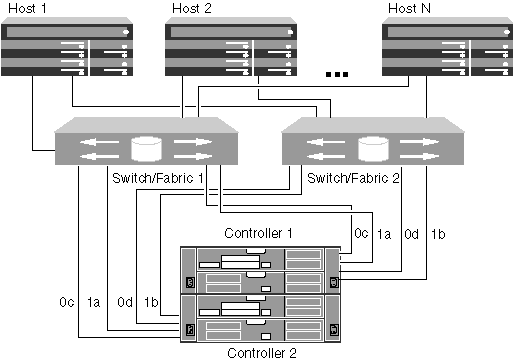 Host 1
Host 2
Host N
Switch/Fabric 1
Switch/Fabric 2
Controller 1
0c 1a 0d 1b
0c 1a 0d 1b
Controller 2